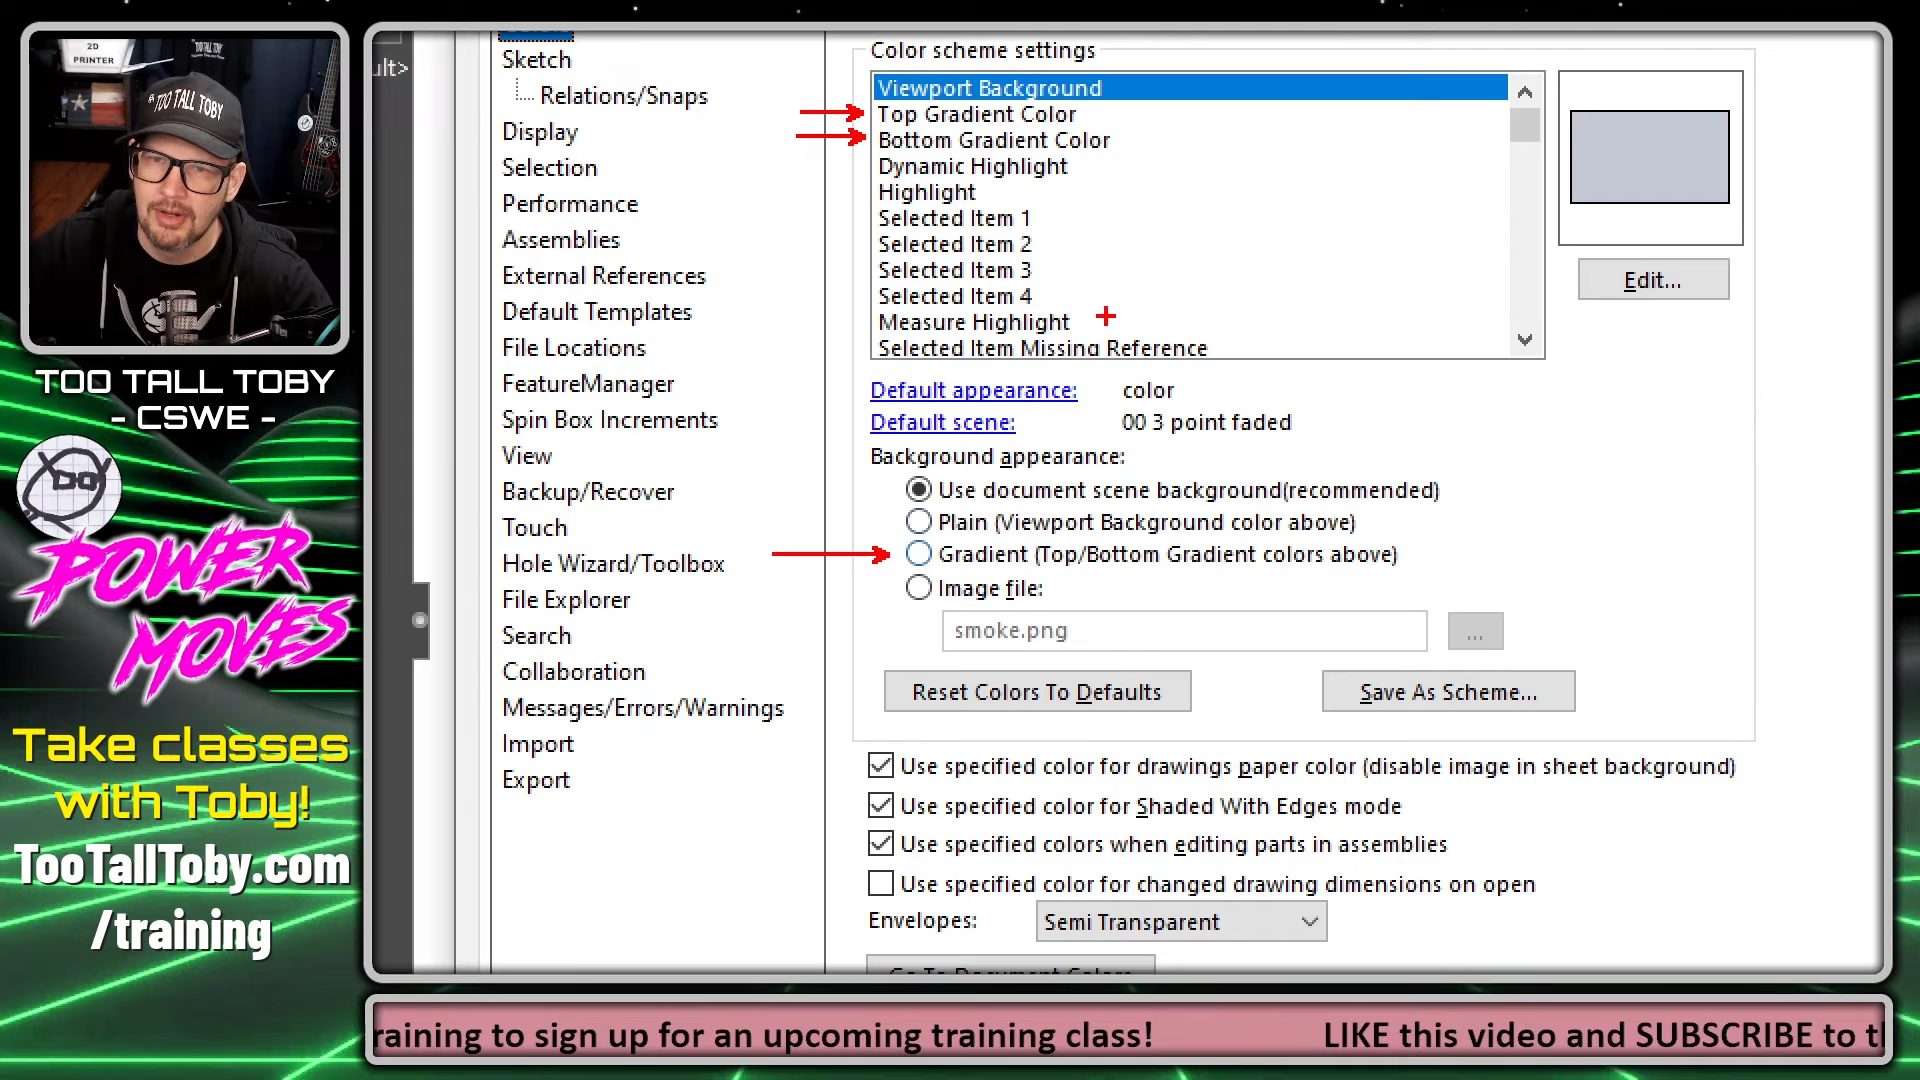 2D
PRINTER
TOO TALL TOBY
TOO TALL TOBY
- CSWE -
POWER
MOVES
Take classes
with Toby!
TooTallToby.com
/training
ult>
Sketch
Relations/Snaps
Display
Selection
Performance
Assemblies
External References
Default Templates
File Locations
FeatureManager
Spin Box Increments
View
Backup/Recover
Touch
Hole Wizard/Toolbox
File Explorer
Search
Collaboration
Messages/Errors/Warnings
Import
Export
Color scheme settings
Viewport Background
Top Gradient Color
Bottom Gradient Color
Dynamic Highlight
Highlight
Selected Item 1
Selected Item 2
Selected Item 3
Selected Item 4
Measure Highlight
Selected Item Missing Reference
Edit...
Default appearance: color
Default scene: 00 3 point faded
Background appearance:
Use document scene background(recommended)
Plain (Viewport Background color above)
Gradient (Top/Bottom Gradient colors above)
Image file:
smoke.png
...
Reset Colors To Defaults
Save As Scheme...
Use specified color for drawings paper color (disable image in sheet background)
Use specified color for Shaded With Edges mode
Use specified colors when editing parts in assemblies
Use specified color for changed drawing dimensions on open
Envelopes: Semi Transparent
Go To Document Colors
raining to sign up for an upcoming training class! LIKE this video and SUBSCRIBE to t